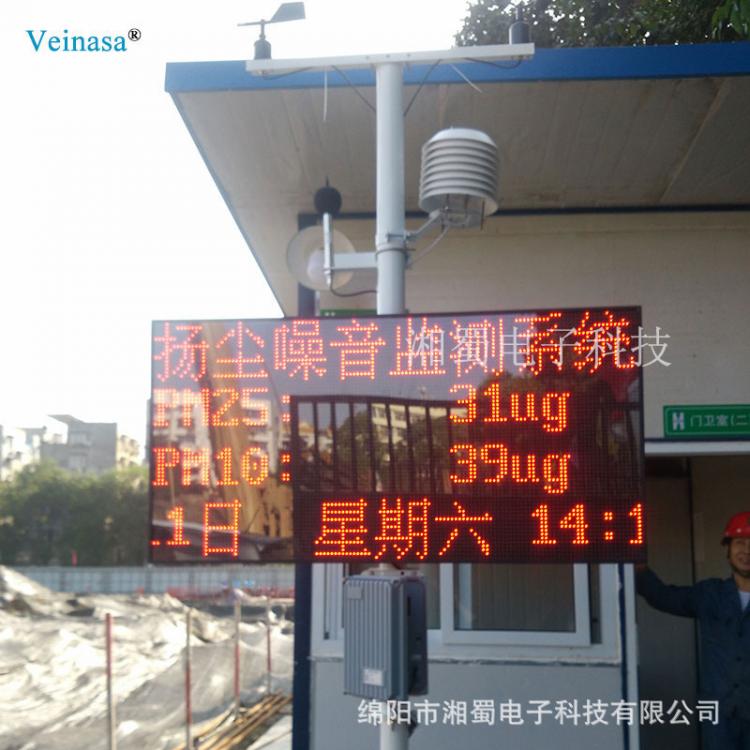 Veinasa®
扬尘噪音监测系统
湘蜀电子科技
PM25: 31ug
门卫室(二
PM10: 39ug
1日 星期六 14:1
绵阳市湘蜀电子科技有限公司